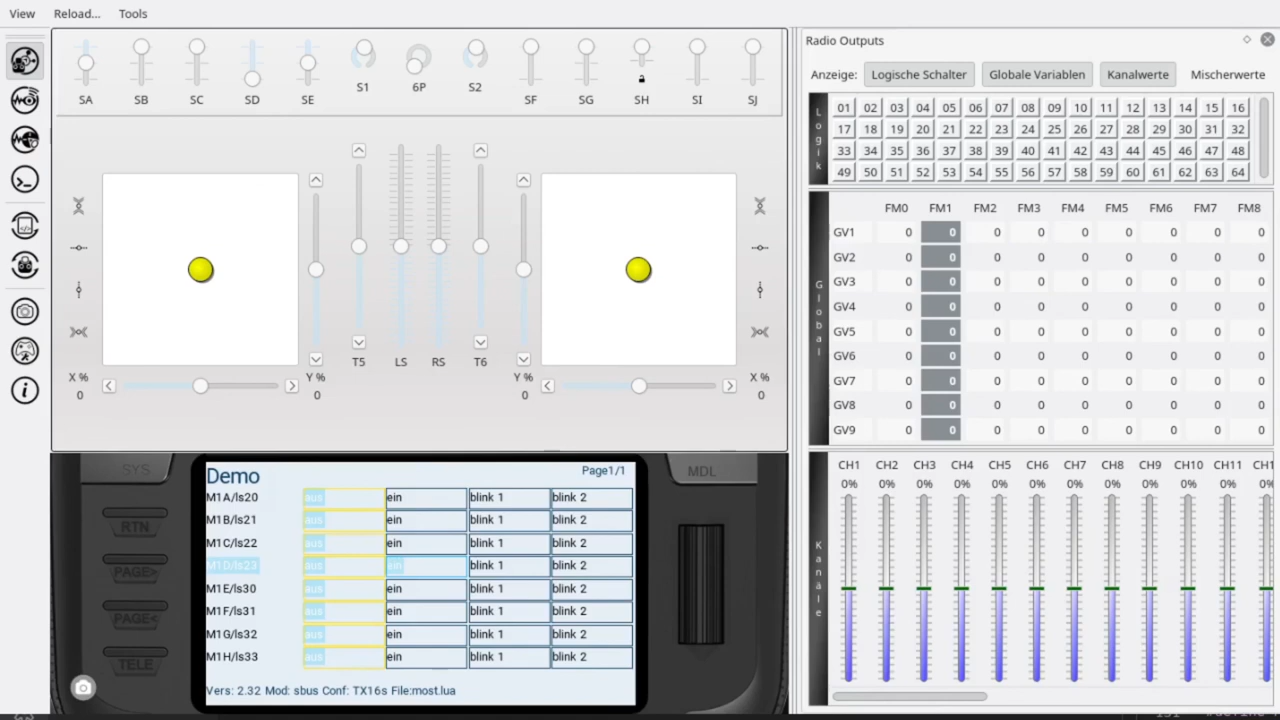 View Reload... Tools
SA SB SC SD SE S1 6P S2 SF SG SH SI SJ
T5 LS RS T6
X % Y % Y % X %
0 0 0 0
SYS MDL
RTN
PAGE>
PAGE<
TELE
Demo Page1/1
M1A/ls20 aus ein blink 1 blink 2
M1B/ls21 aus ein blink 1 blink 2
M1C/ls22 aus ein blink 1 blink 2
M1D/ls23 aus ein blink 1 blink 2
M1E/ls30 aus ein blink 1 blink 2
M1F/ls31 aus ein blink 1 blink 2
M1G/ls32 aus ein blink 1 blink 2
M1H/ls33 aus ein blink 1 blink 2
Vers: 2.32 Mod: sbus Conf: TX16s File:most.lua
Radio Outputs
Anzeige: Logische Schalter Globale Variablen Kanalwerte Mischerwerte
Logik
01 02 03 04 05 06 07 08 09 10 11 12 13 14 15 16
17 18 19 20 21 22 23 24 25 26 27 28 29 30 31 32
33 34 35 36 37 38 39 40 41 42 43 44 45 46 47 48
49 50 51 52 53 54 55 56 57 58 59 60 61 62 63 64
Global
FM0 FM1 FM2 FM3 FM4 FM5 FM6 FM7 FM8
GV1 0 0 0 0 0 0 0 0 0
GV2 0 0 0 0 0 0 0 0 0
GV3 0 0 0 0 0 0 0 0 0
GV4 0 0 0 0 0 0 0 0 0
GV5 0 0 0 0 0 0 0 0 0
GV6 0 0 0 0 0 0 0 0 0
GV7 0 0 0 0 0 0 0 0 0
GV8 0 0 0 0 0 0 0 0 0
GV9 0 0 0 0 0 0 0 0 0
Kanäle
CH1 CH2 CH3 CH4 CH5 CH6 CH7 CH8 CH9 CH10 CH11
0% 0% 0% 0% 0% 0% 0% 0% 0% 0% 0%